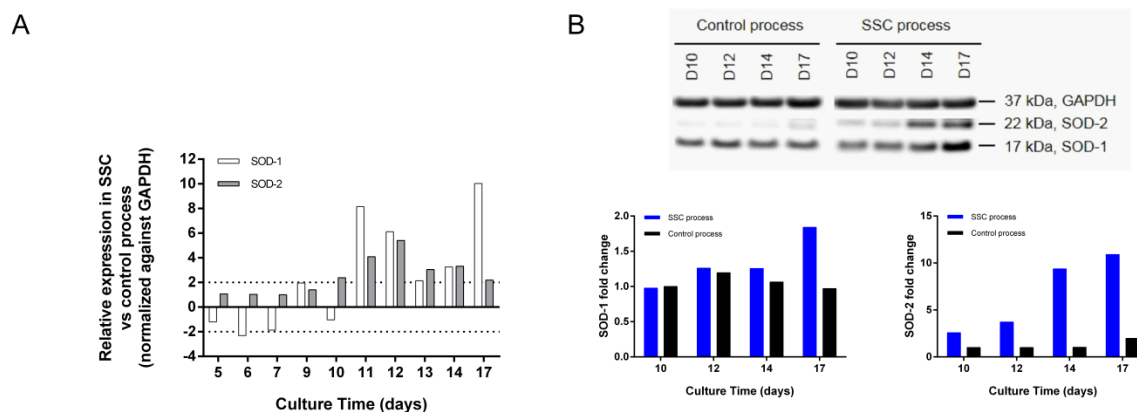 A
Relative expression in SSC
vs control process
(normalized against GAPDH)
SOD-1
SOD-2
12
10
8
6
4
2
0
-2
-4
5 6 7 9 10 11 12 13 14 17
Culture Time (days)
B
Control process SSC process
D10 D12 D14 D17 D10 D12 D14 D17
37 kDa, GAPDH
22 kDa, SOD-2
17 kDa, SOD-1
SOD-1 fold change
2.0
1.5
1.0
0.5
0.0
SSC process
Control process
10 12 14 17
Culture Time (days)
SOD-2 fold change
15
10
5
0
SSC process
Control process
10 12 14 17
Culture Time (days)